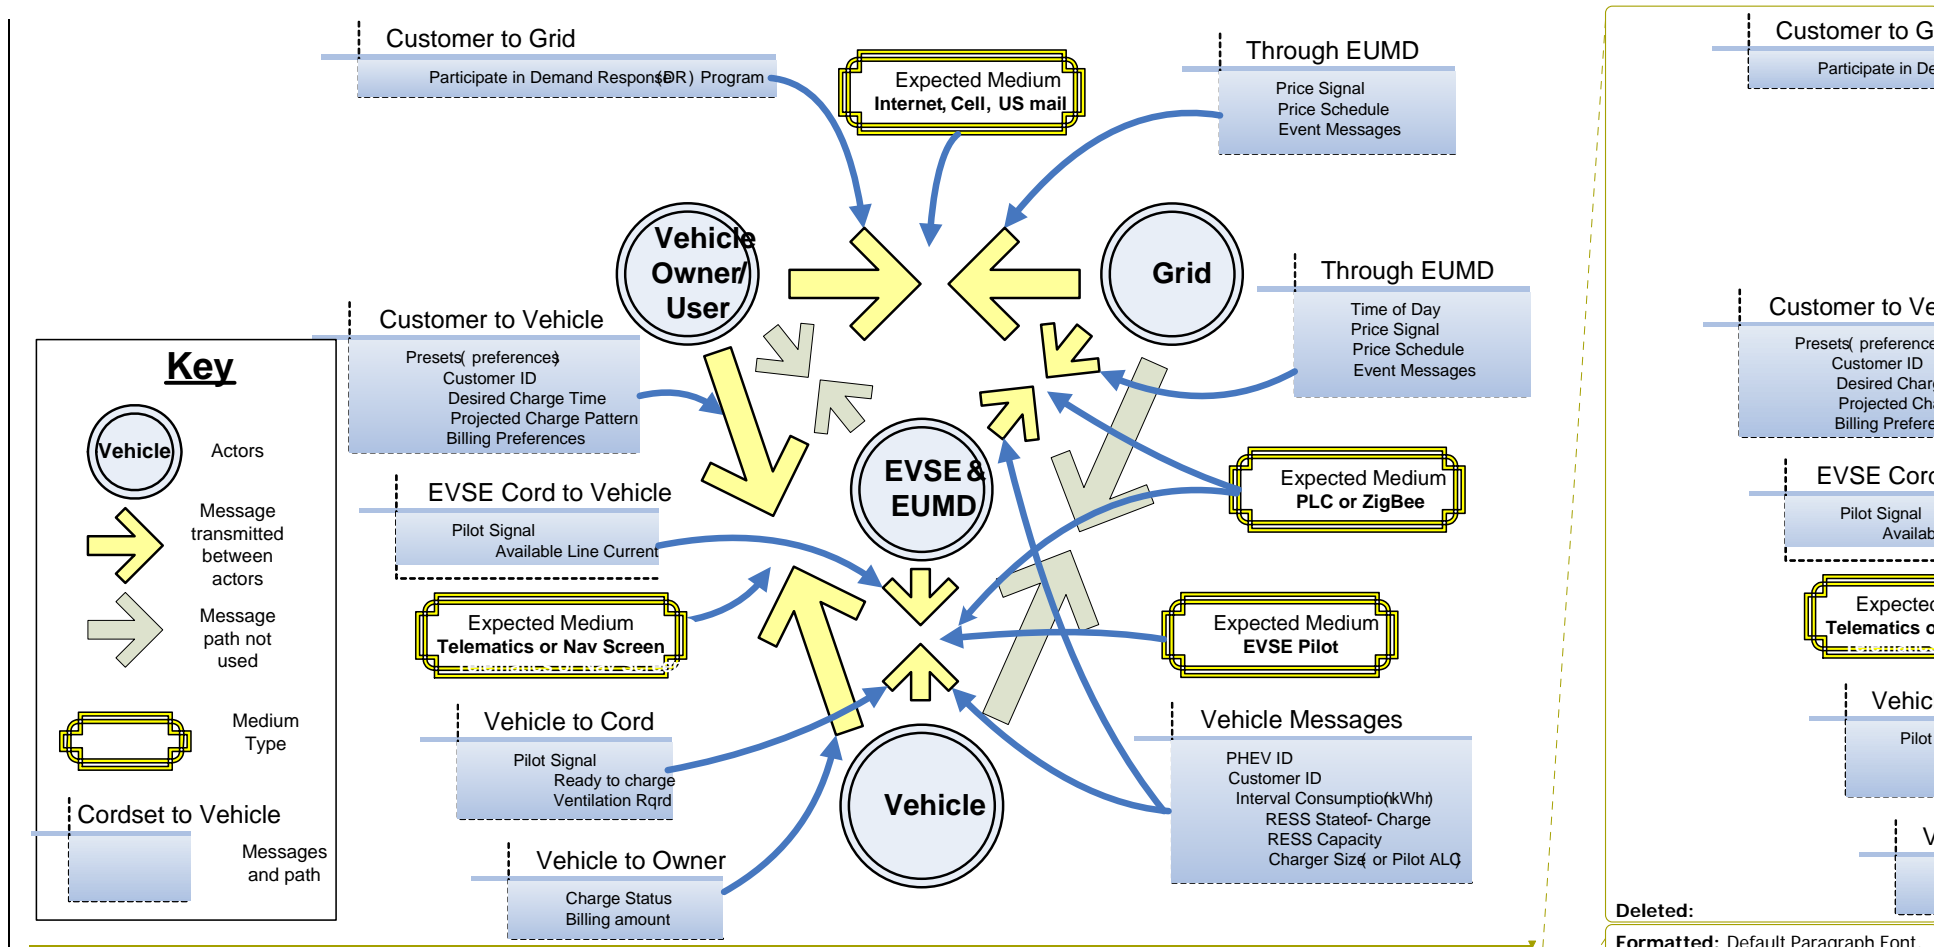 Customer to Grid
Participate in Demand Response (DR) Program
Expected Medium
Internet, Cell, US mail
Through EUMD
Price Signal
Price Schedule
Event Messages
Vehicle
Owner/
User
Grid
Through EUMD
Time of Day
Price Signal
Price Schedule
Event Messages
Customer to Vehicle
Presets( preferences)
Customer ID
Desired Charge Time
Projected Charge Pattern
Billing Preferences
Key
Vehicle
Actors
Message
transmitted
between
actors
Message
path not
used
Medium
Type
Cordset to Vehicle
Messages
and path
EVSE Cord to Vehicle
Pilot Signal
Available Line Current
EVSE &
EUMD
Expected Medium
PLC or ZigBee
Expected Medium
Telematics or Nav Screen
Telematics or Nav Screen
Expected Medium
EVSE Pilot
Vehicle to Cord
Pilot Signal
Ready to charge
Ventilation Rqrd
Vehicle
Vehicle Messages
PHEV ID
Customer ID
Interval Consumption(kWhr)
RESS Stateof- Charge
RESS Capacity
Charger Size( or Pilot ALC)
Vehicle to Owner
Charge Status
Billing amount
Customer to G
Participate in De
Customer to Ve
Presets( preference
Customer ID
Desired Charg
Projected Cha
Billing Prefere
EVSE Cord
Pilot Signal
Availab
Expected
Telematics o
Vehic
Pilot
V
Deleted:
Formatted: Default Paragraph Font